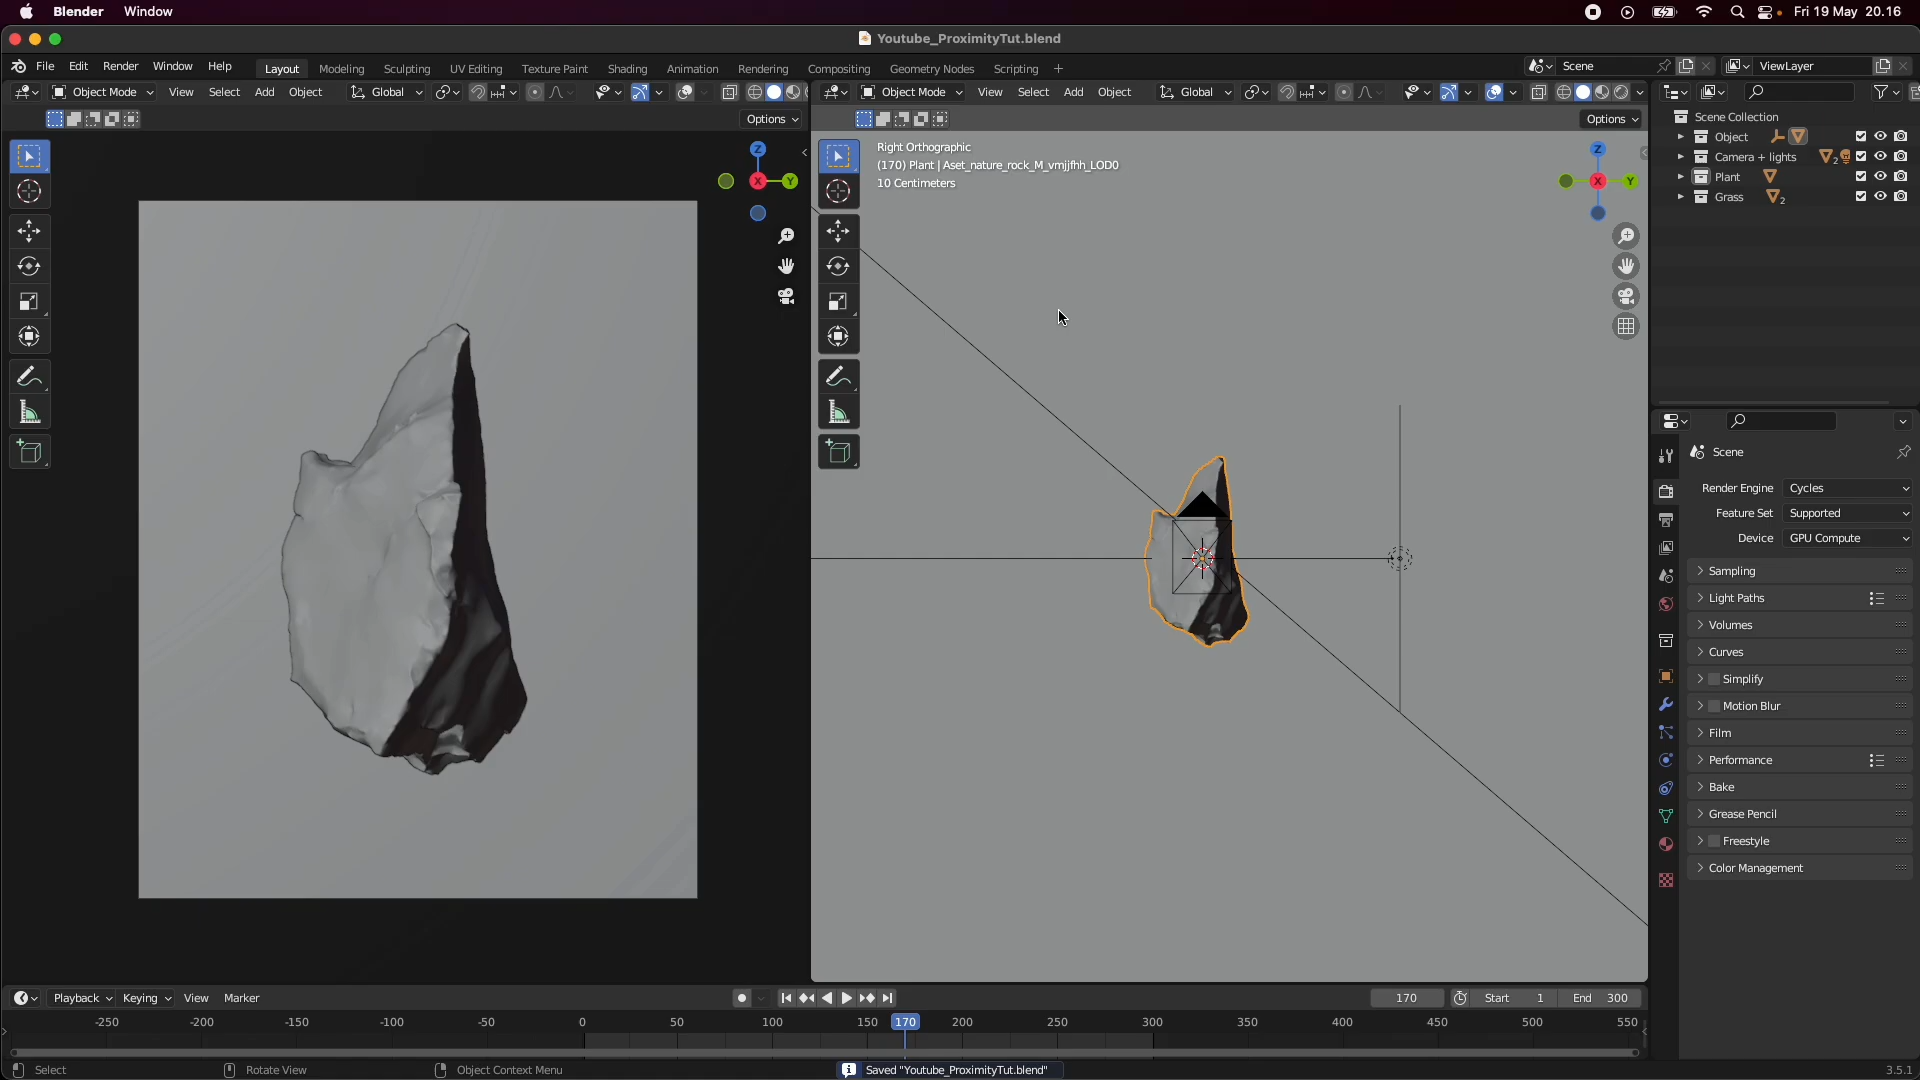 Blender Window Fri 19 May 20.16
Youtube_ProximityTut.blend
File Edit Render Window Help Layout Modeling Sculpting UV Editing Texture Paint Shading Animation Rendering Compositing Geometry Nodes Scripting + Scene ViewLayer
Object Mode View Select Add Object Global Object Mode View Select Add Object Global
Options Options
Scene Collection
Object
Camera + lights 2
Plant
Grass 2
Z
X Y
Right Orthographic
(170) Plant | Aset_nature_rock_M_vmjjfhh_LOD0
10 Centimeters
Z
X Y
Scene
Render Engine Cycles
Feature Set Supported
Device GPU Compute
Sampling
Light Paths
Volumes
Curves
Simplify
Motion Blur
Film
Performance
Bake
Grease Pencil
Freestyle
Color Management
Playback Keying View Marker 170 Start 1 End 300
-250 -200 -150 -100 -50 0 50 100 150 170 200 250 300 350 400 450 500 550
Select Rotate View Object Context Menu Saved "Youtube_ProximityTut.blend" 3.5.1